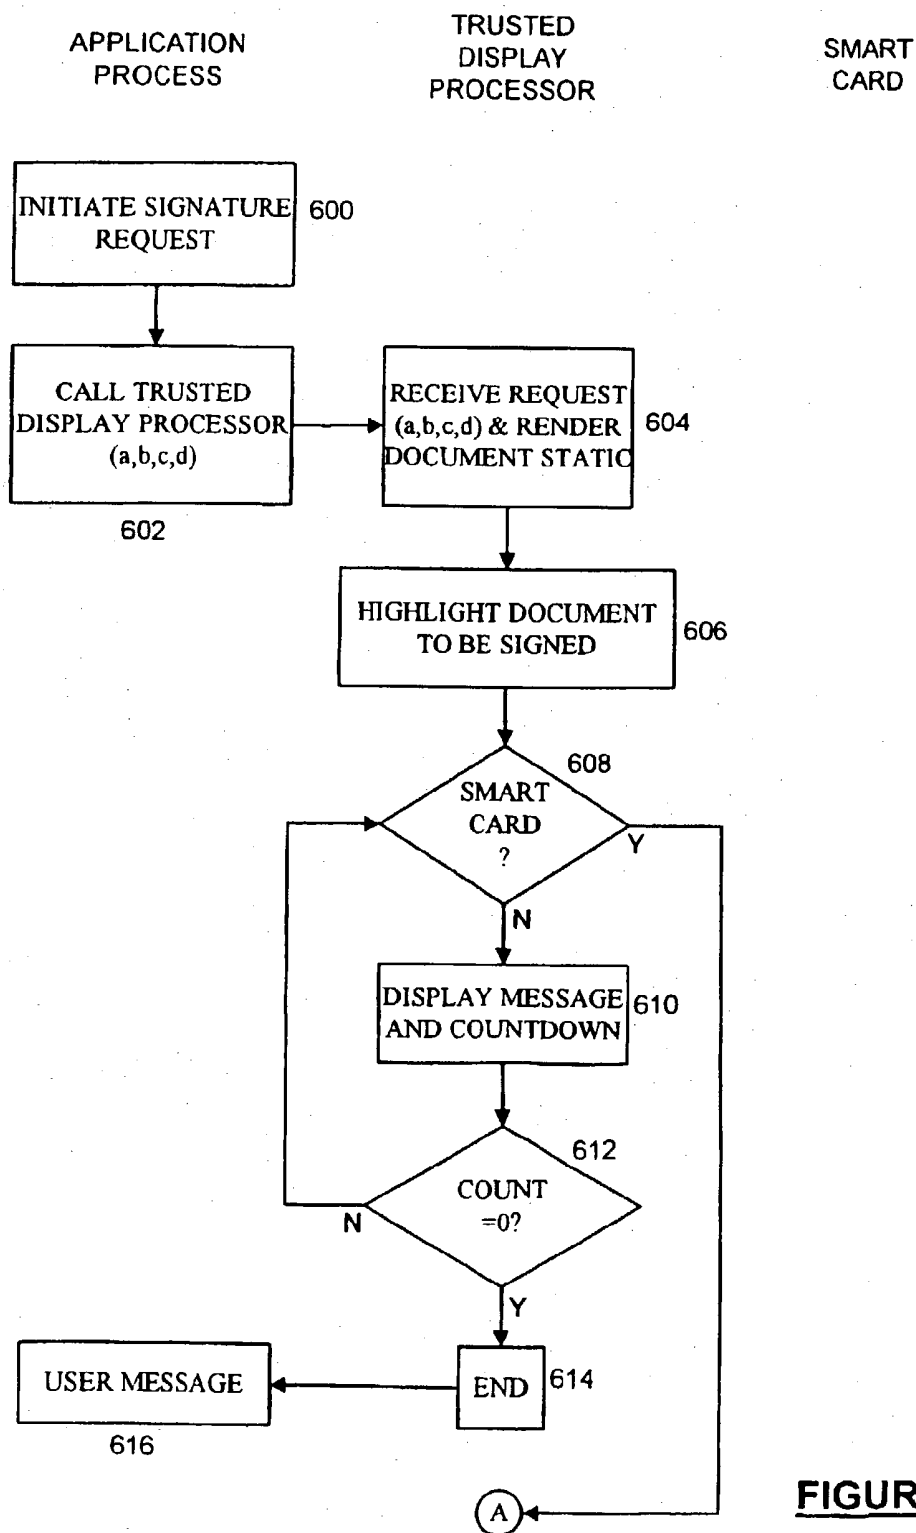 APPLICATION
PROCESS
TRUSTED
DISPLAY
PROCESSOR
SMART
CARD
INITIATE SIGNATURE
REQUEST
600
CALL TRUSTED
DISPLAY PROCESSOR
(a,b,c,d)
602
RECEIVE REQUEST
(a,b,c,d) & RENDER
DOCUMENT STATIC
604
HIGHLIGHT DOCUMENT
TO BE SIGNED
606
608
SMART
CARD
?
Y
N
DISPLAY MESSAGE
AND COUNTDOWN
610
612
COUNT
=0?
N
Y
END
614
USER MESSAGE
616
A
FIGUR